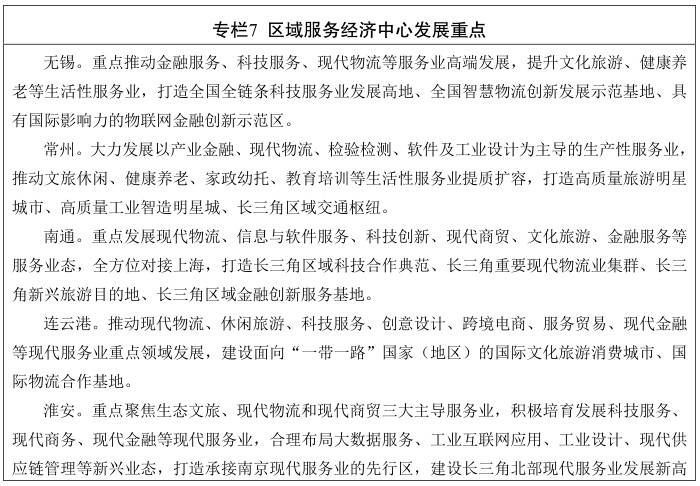 专栏7 区域服务经济中心发展重点
无锡。重点推动金融服务、科技服务、现代物流等服务业高端发展，提升文化旅游、健康养
老等生活性服务业，打造全国全链条科技服务业发展高地、全国智慧物流创新发展示范基地、具
有国际影响力的物联网金融创新示范区。
常州。大力发展以产业金融、现代物流、检验检测、软件及工业设计为主导的生产性服务业，
推动文旅休闲、健康养老、家政幼托、教育培训等生活性服务业提质扩容，打造高质量旅游明星
城市、高质量工业智造明星城、长三角区域交通枢纽。
南通。重点发展现代物流、信息与软件服务、科技创新、现代商贸、文化旅游、金融服务等
服务业态，全方位对接上海，打造长三角区域科技合作典范、长三角重要现代物流业集群、长三
角新兴旅游目的地、长三角区域金融创新服务基地。
连云港。推动现代物流、休闲旅游、科技服务、创意设计、跨境电商、服务贸易、现代金融
等现代服务业重点领域发展，建设面向“一带一路”国家（地区）的国际文化旅游消费城市、国
际物流合作基地。
淮安。重点聚焦生态文旅、现代物流和现代商贸三大主导服务业，积极培育发展科技服务、
现代商务、现代金融等现代服务业，合理布局大数据服务、工业互联网应用、工业设计、现代供
应链管理等新兴业态，打造承接南京现代服务业的先行区，建设长三角北部现代服务业发展新高